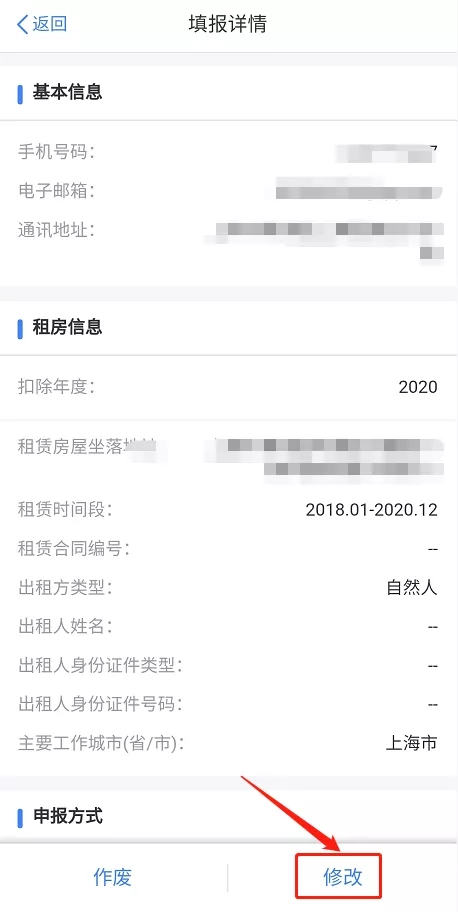 返回
填报详情
基本信息
手机号码：
电子邮箱：
通讯地址：
租房信息
扣除年度： 2020
租赁房屋坐落
租赁时间段： 2018.01-2020.12
租赁合同编号： --
出租方类型： 自然人
出租人姓名： --
出租人身份证件类型： --
出租人身份证件号码： --
主要工作城市(省/市)： 上海市
申报方式
作废
修改